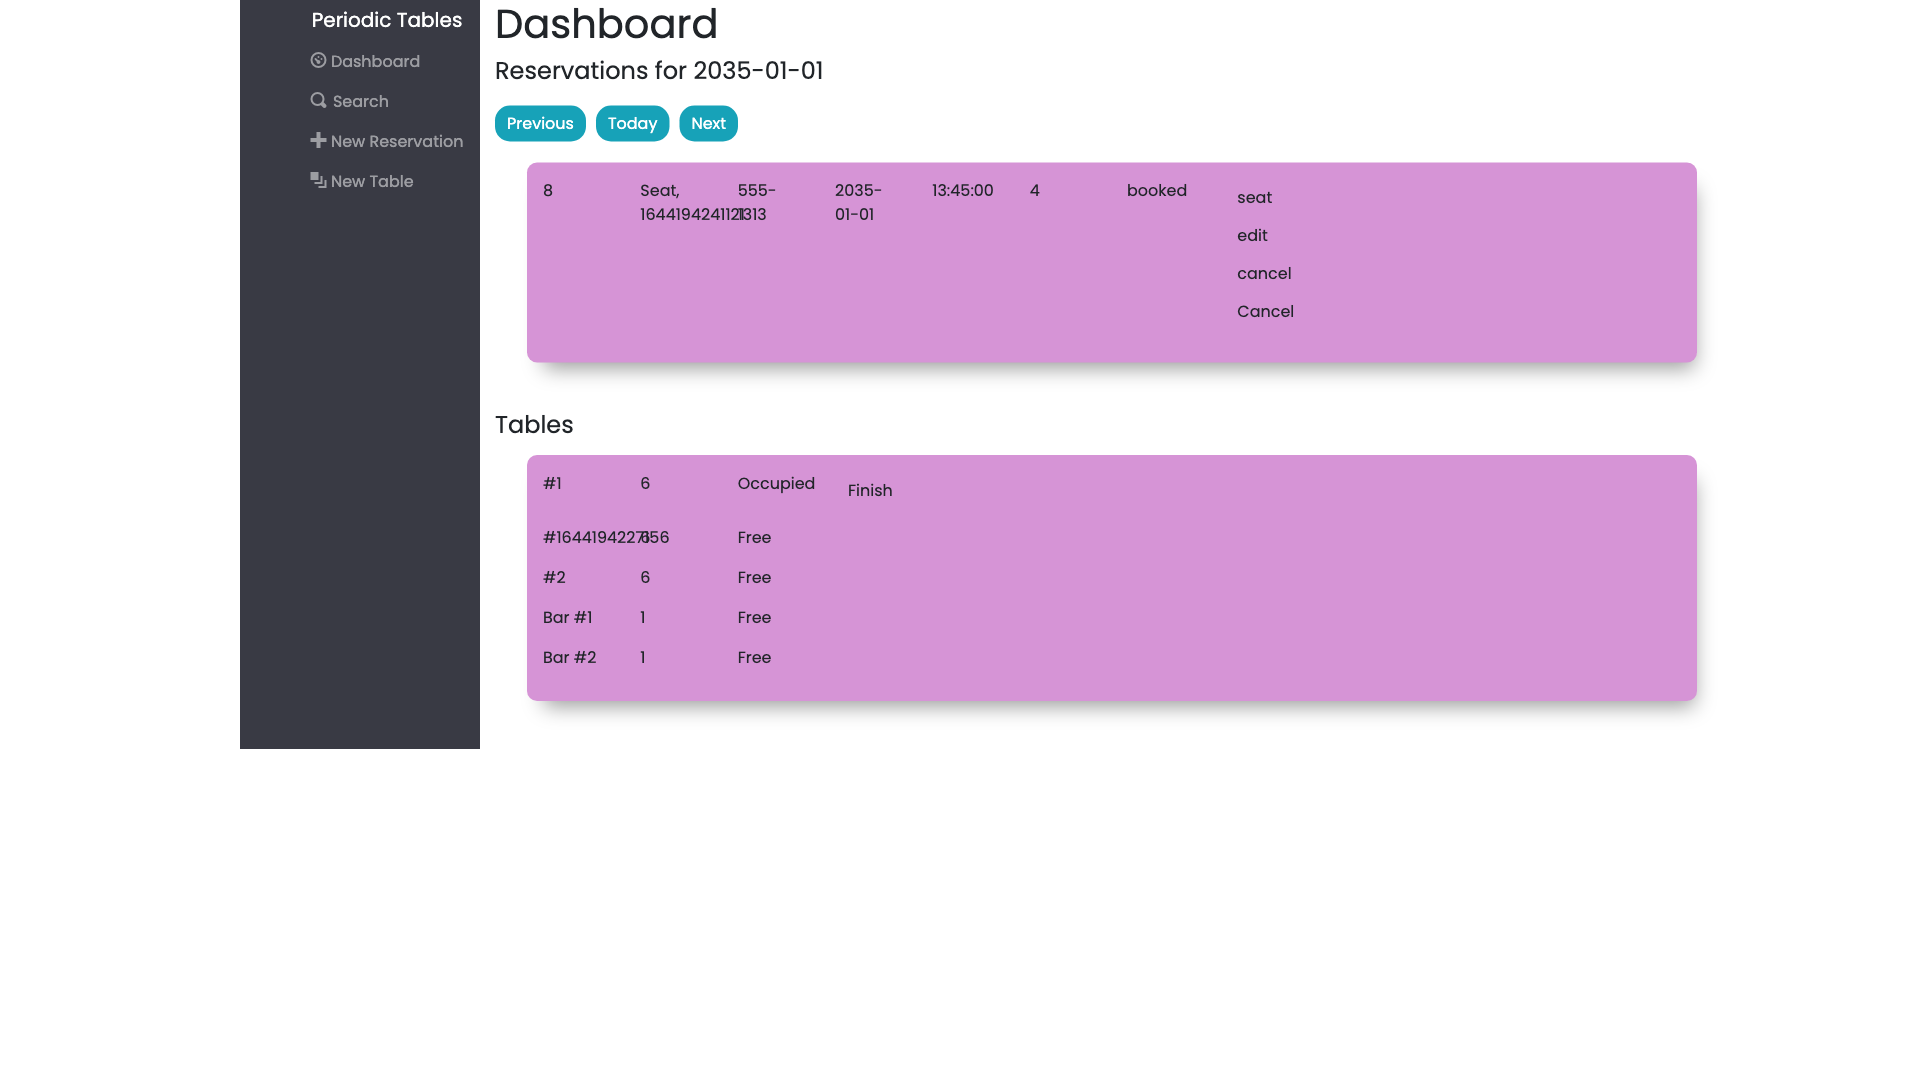 Periodic Tables
Dashboard
Search
New Reservation
New Table
Dashboard
Reservations for 2035-01-01
Previous Today Next
8 Seat, 555- 2035- 13:45:00 4 booked
1644194241121 1313 01-01
seat
edit
cancel
Cancel
Tables
#1 6 Occupied Finish
#1644194227656 6 Free
#2 6 Free
Bar #1 1 Free
Bar #2 1 Free